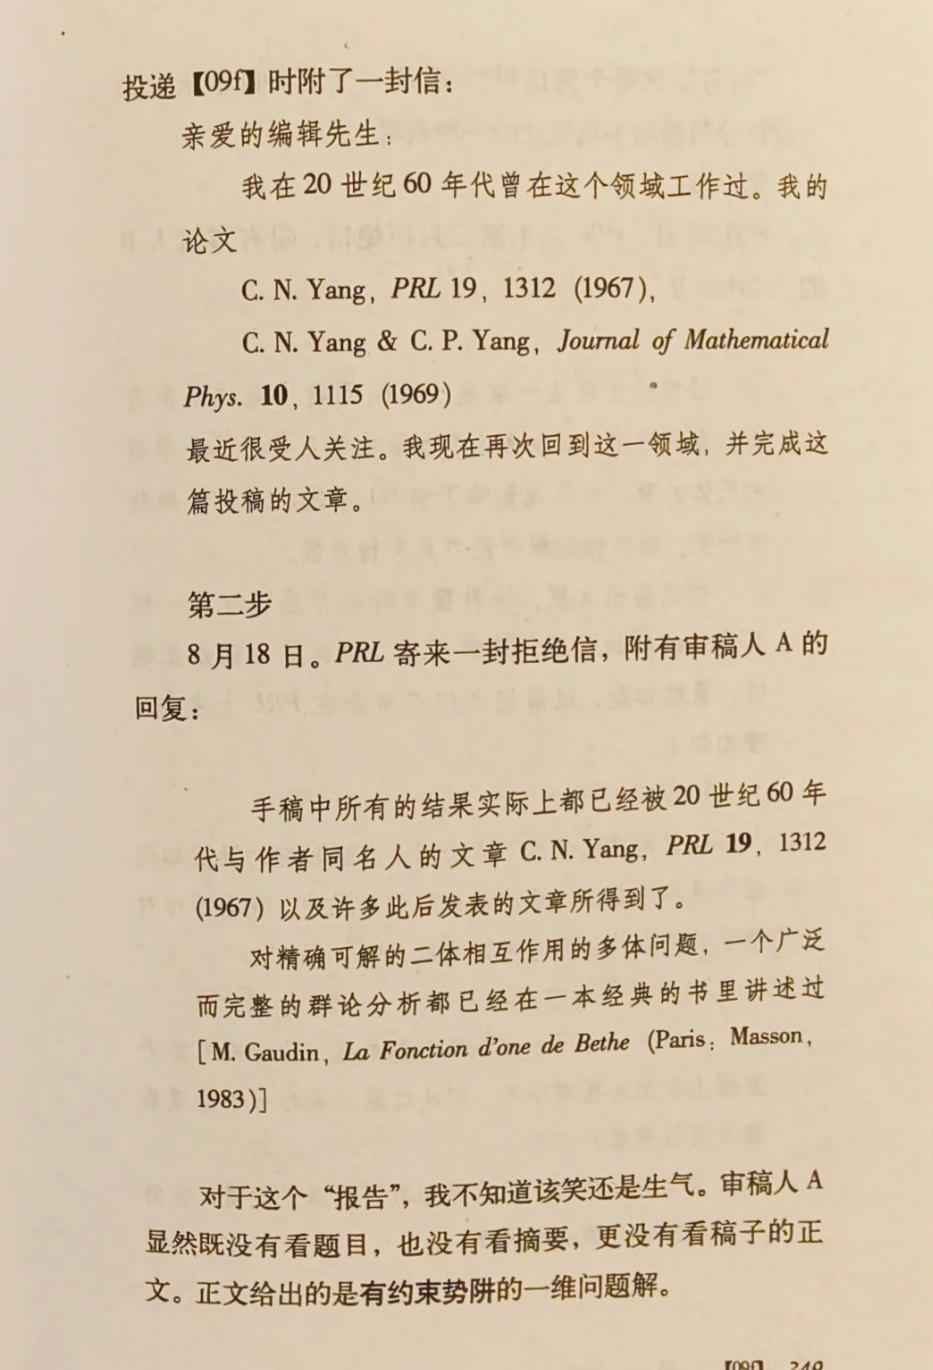 投递【09f】时附了一封信：
亲爱的编辑先生：
我在20世纪60年代曾在这个领域工作过。我的
论文
C. N. Yang, PRL 19, 1312 (1967),
C. N. Yang & C. P. Yang, Journal of Mathematical
Phys. 10, 1115 (1969)
最近很受人关注。我现在再次回到这一领域，并完成这
篇投稿的文章。
第二步
8月18日。PRL寄来一封拒绝信，附有审稿人A的
回复：
手稿中所有的结果实际上都已经被20世纪60年
代与作者同名人的文章C. N. Yang, PRL 19, 1312
(1967) 以及许多此后发表的文章所得到了。
对精确可解的二体相互作用的多体问题，一个广泛
而完整的群论分析都已经在一本经典的书里讲述过
[M. Gaudin, La Fonction d'one de Bethe (Paris: Masson,
1983)]
对于这个“报告”，我不知道该笑还是生气。审稿人A
显然既没有看题目，也没有看摘要，更没有看稿子的正
文。正文给出的是有约束势阱的一维问题解。
【09f】 249